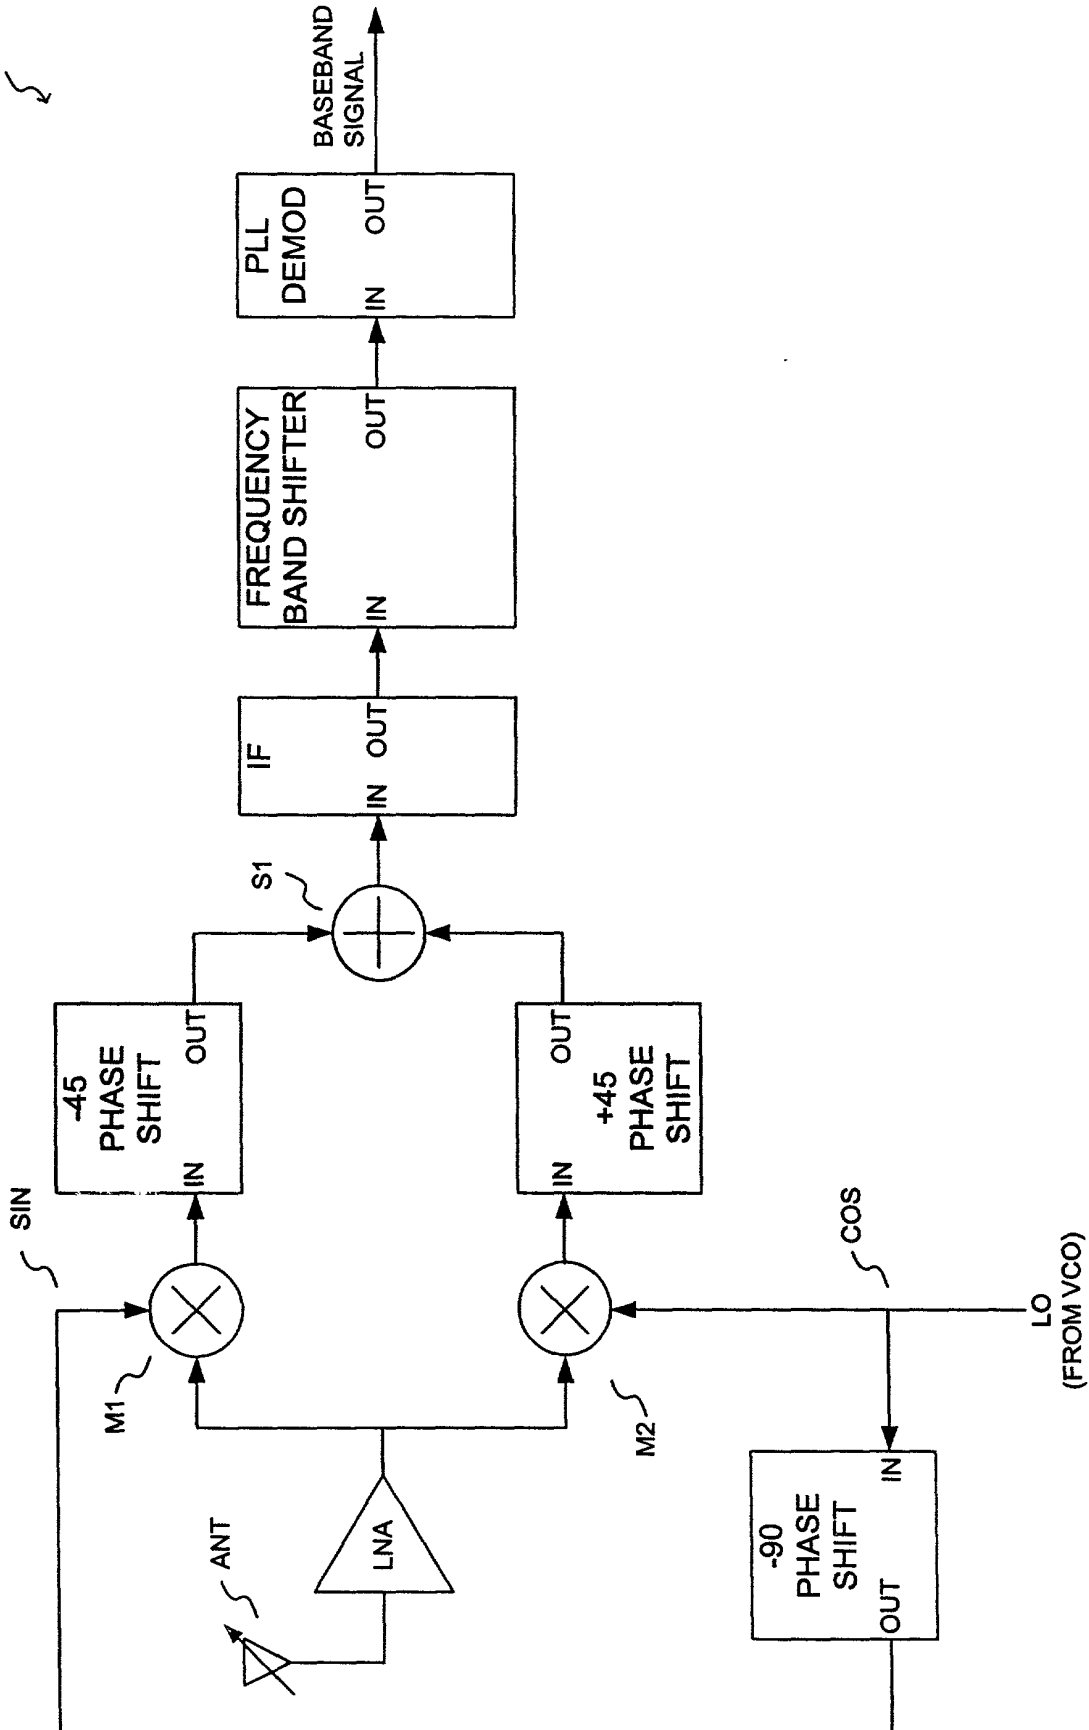 ANT
LNA
M1
SIN
-45
PHASE
SHIFT
IN
OUT
M2
+45
PHASE
SHIFT
IN
OUT
-90
PHASE
SHIFT
IN
OUT
COS
LO
(FROM VCO)
S1
IF
IN
OUT
FREQUENCY
BAND SHIFTER
IN
OUT
PLL
DEMOD
IN
OUT
BASEBAND
SIGNAL